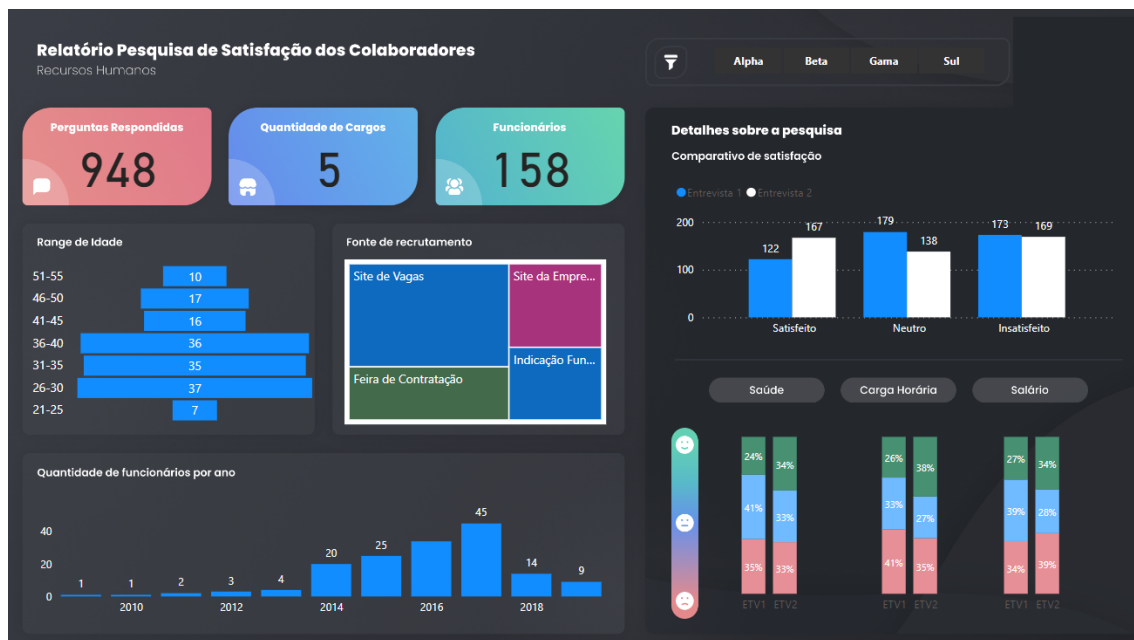 Relatório Pesquisa de Satisfação dos Colaboradores
Recursos Humanos
Alpha Beta Gama Sul
Perguntas Respondidas
948
Quantidade de Cargos
5
Funcionários
158
Range de Idade
51-55 10
46-50 17
41-45 16
36-40 36
31-35 35
26-30 37
21-25 7
Fonte de recrutamento
Site de Vagas
Site da Empre...
Feira de Contratação
Indicação Fun...
Quantidade de funcionários por ano
40
20
0
1 1 2 3 4 20 25 45 14 9
2010 2012 2014 2016 2018
Detalhes sobre a pesquisa
Comparativo de satisfação
Entrevista 1 Entrevista 2
200
100
0
122 167 179 138 173 169
Satisfeito Neutro Insatisfeito
Saúde Carga Horária Salário
24% 34% 26% 38% 27% 34%
41% 33% 33% 27% 39% 28%
35% 33% 41% 35% 34% 39%
ETV1 ETV2 ETV1 ETV2 ETV1 ETV2